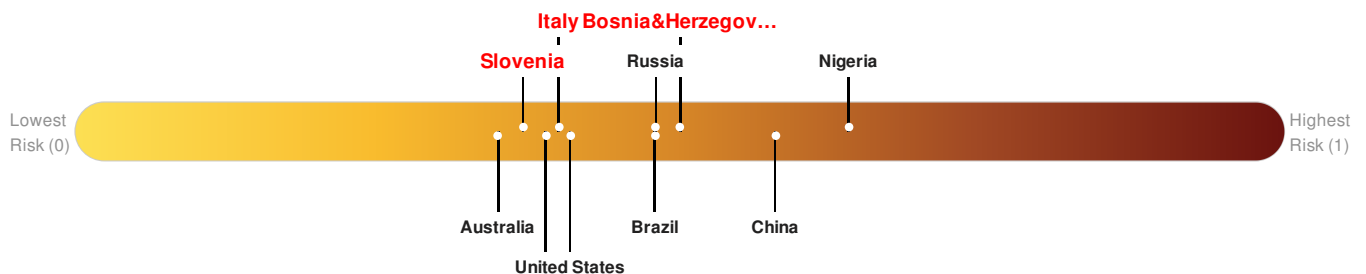 Italy Bosnia&Herzegov…
Slovenia Russia Nigeria
Lowest
Risk (0)
Highest
Risk (1)
Australia Brazil China
United States